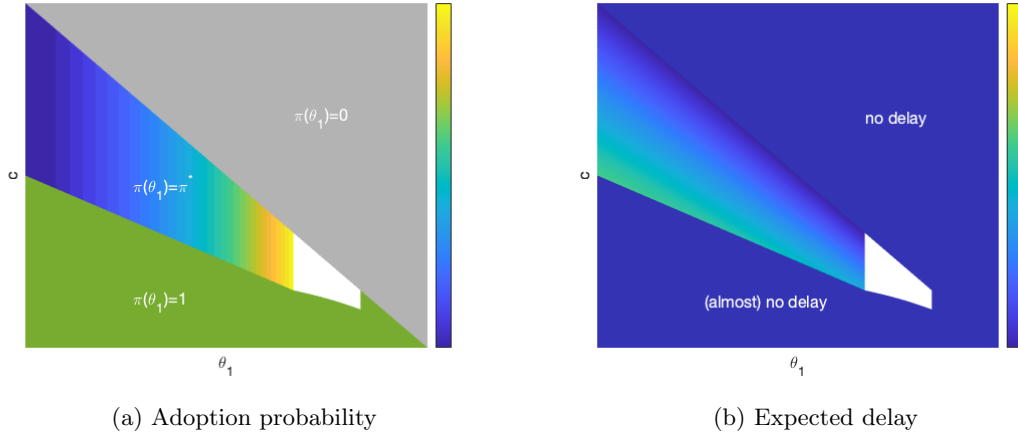 π(θ₁)=0
no delay
c
π(θ₁)=π*
c
π(θ₁)=1
(almost) no delay
θ₁
θ₁
(a) Adoption probability
(b) Expected delay